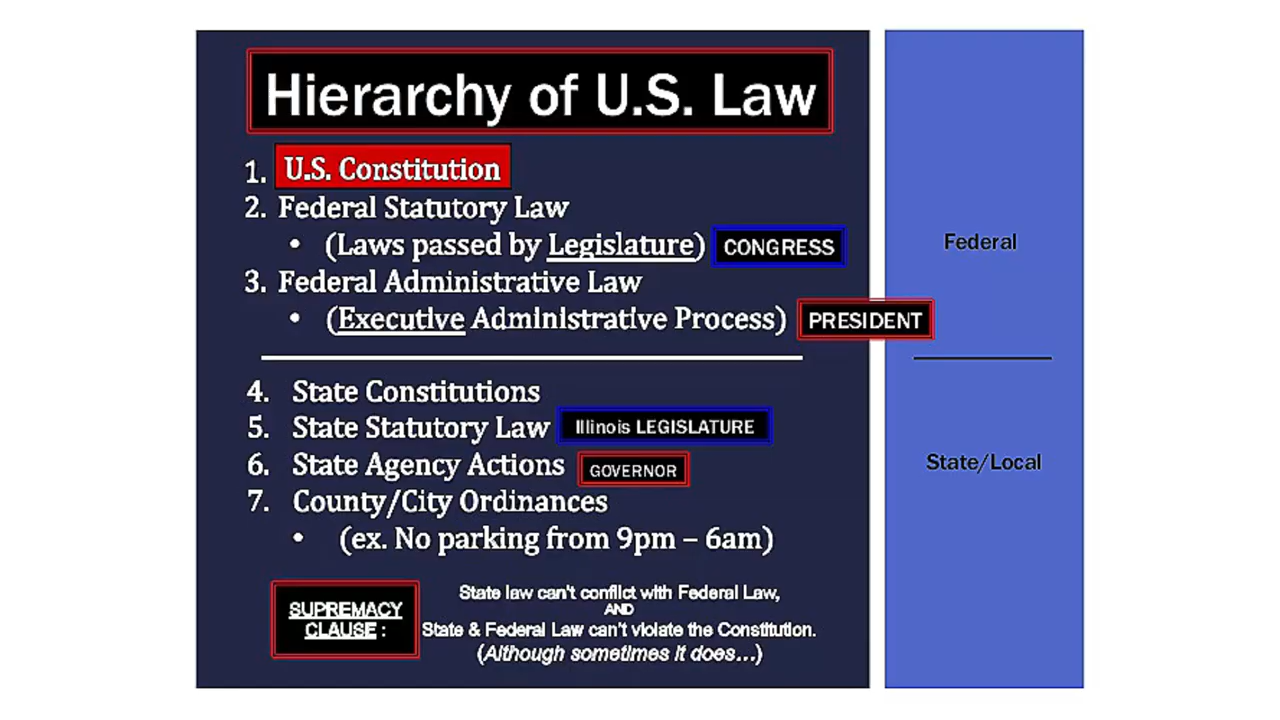 Hierarchy of U.S. Law
1. U.S. Constitution
2. Federal Statutory Law
• (Laws passed by Legislature) CONGRESS
Federal
3. Federal Administrative Law
• (Executive Administrative Process) PRESIDENT
4. State Constitutions
5. State Statutory Law Illinois LEGISLATURE
6. State Agency Actions GOVERNOR
State/Local
7. County/City Ordinances
• (ex. No parking from 9pm – 6am)
SUPREMACY
CLAUSE :
State law can't conflict with Federal Law,
AND
State & Federal Law can't violate the Constitution.
(Although sometimes it does...)